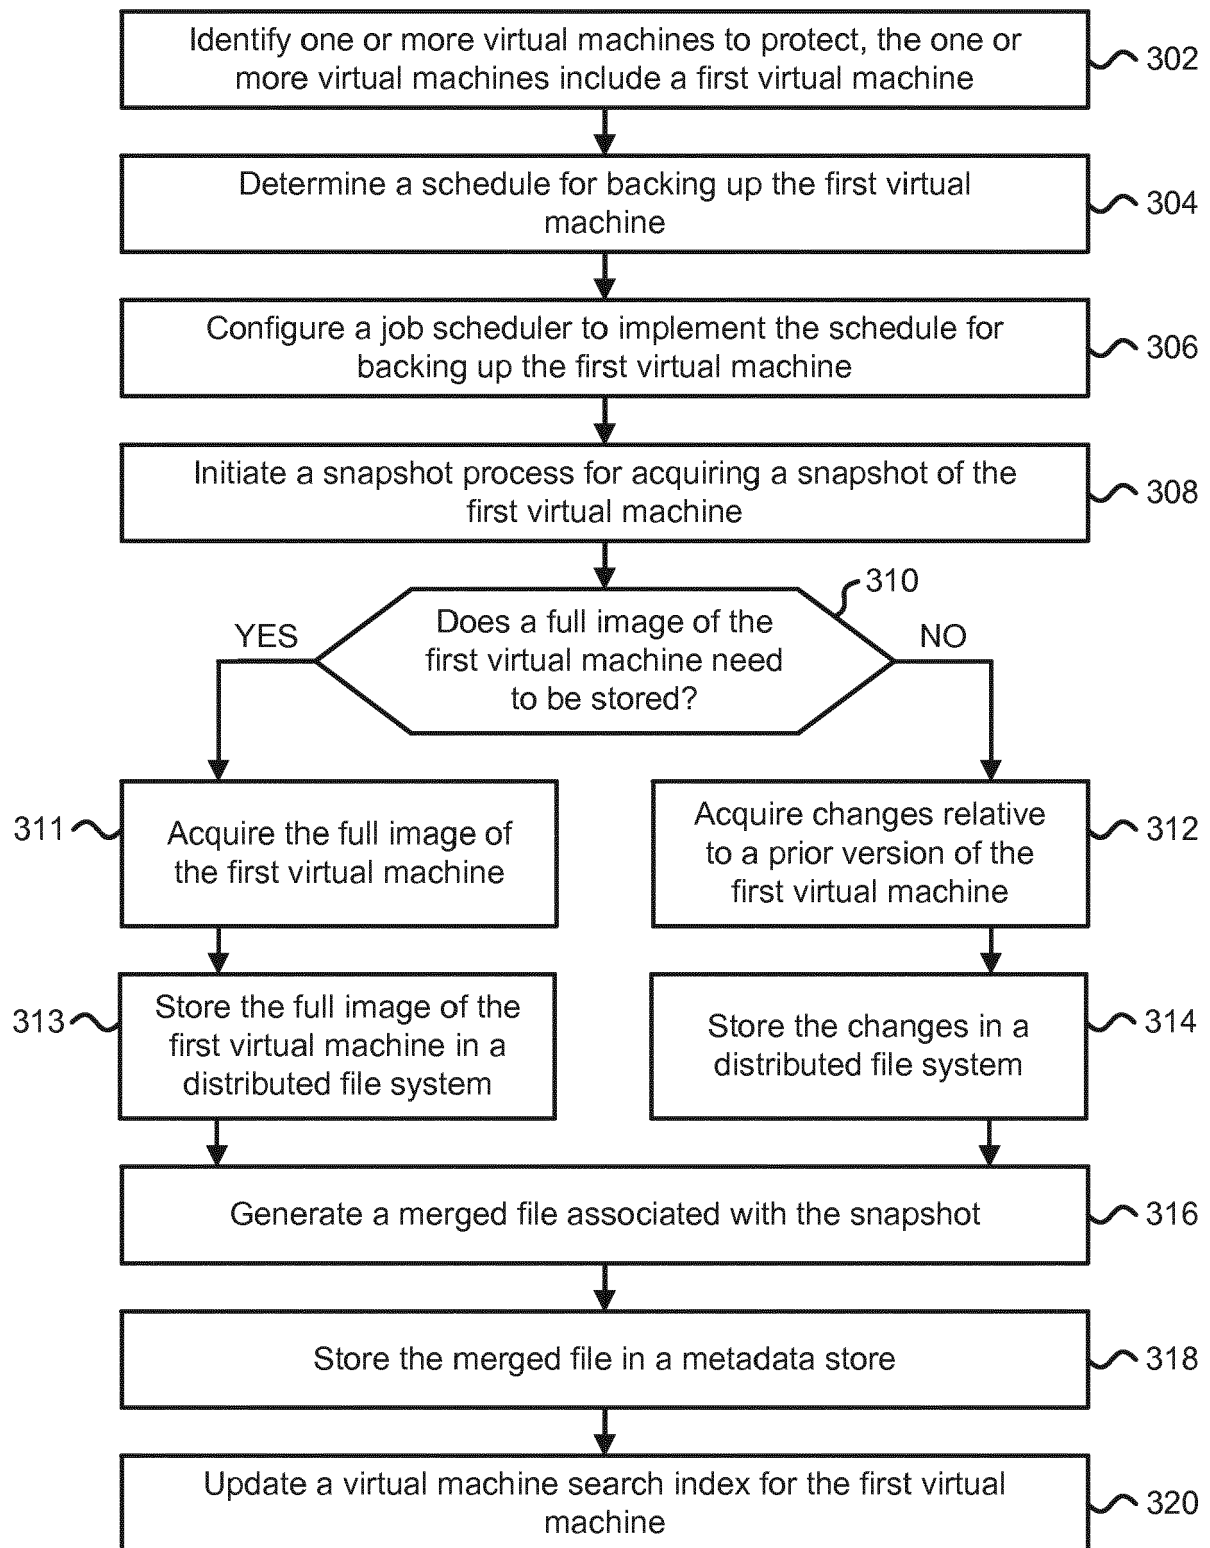 Identify one or more virtual machines to protect, the one or
more virtual machines include a first virtual machine
302
Determine a schedule for backing up the first virtual
machine
304
Configure a job scheduler to implement the schedule for
backing up the first virtual machine
306
Initiate a snapshot process for acquiring a snapshot of the
first virtual machine
308
310
YES
Does a full image of the
first virtual machine need
to be stored?
NO
311
Acquire the full image of
the first virtual machine
Acquire changes relative
to a prior version of the
first virtual machine
312
313
Store the full image of the
first virtual machine in a
distributed file system
Store the changes in a
distributed file system
314
Generate a merged file associated with the snapshot
316
Store the merged file in a metadata store
318
Update a virtual machine search index for the first virtual
machine
320